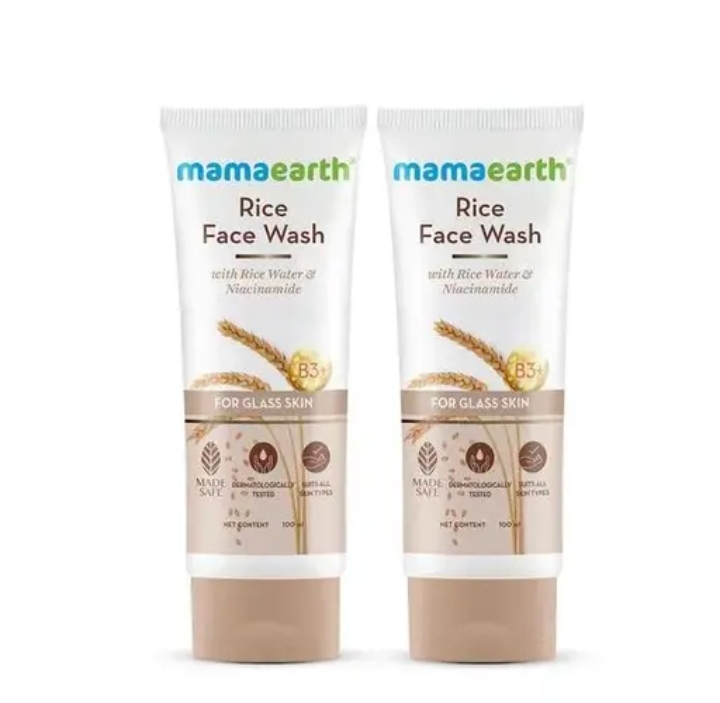 mamaearth®
Rice
Face Wash
with Rice Water &
Niacinamide
B3+
FOR GLASS SKIN
MADE
SAFE
DERMATOLOGICALLY
TESTED
SUITS ALL
SKIN TYPES
NET CONTENT 100 ml
mamaearth®
Rice
Face Wash
with Rice Water &
Niacinamide
B3+
FOR GLASS SKIN
MADE
SAFE
DERMATOLOGICALLY
TESTED
SUITS ALL
SKIN TYPES
NET CONTENT 100 ml